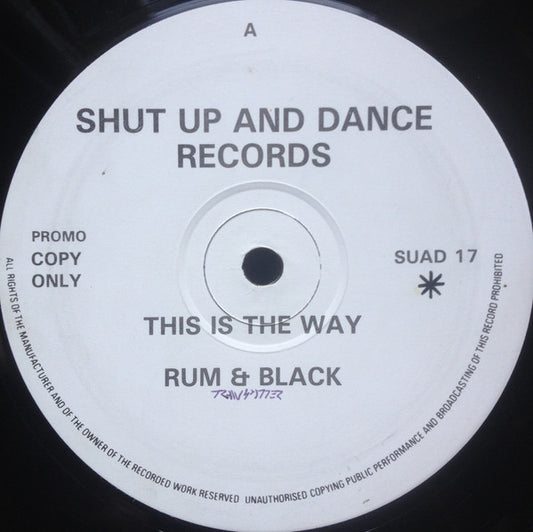 A
SHUT UP AND DANCE
RECORDS
PROMO
COPY
ONLY
SUAD 17
*
THIS IS THE WAY
RUM & BLACK
ALL RIGHTS OF THE MANUFACTURER AND OF THE OWNER OF THE RECORDED WORK RESERVED UNAUTHORISED COPYING PUBLIC PERFORMANCE AND BROADCASTING OF THIS RECORD PROHIBITED